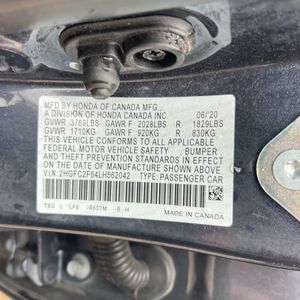 MFD. BY HONDA OF CANADA MFG.,
A DIVISION OF HONDA CANADA INC. 06/20
GVWR 3769LBS GAWR F 2028LBS R 1829LBS
GVWR 1710KG GAWR F 920KG R 830KG
THIS VEHICLE CONFORMS TO ALL APPLICABLE
FEDERAL MOTOR VEHICLE SAFETY, BUMPER,
AND THEFT PREVENTION STANDARDS IN EFFECT ON
THE DATE OF MANUFACTURE SHOWN ABOVE.
V.I.N: 2HGFC2F64LH562042 TYPE: PASSENGER CAR
MADE IN CANADA